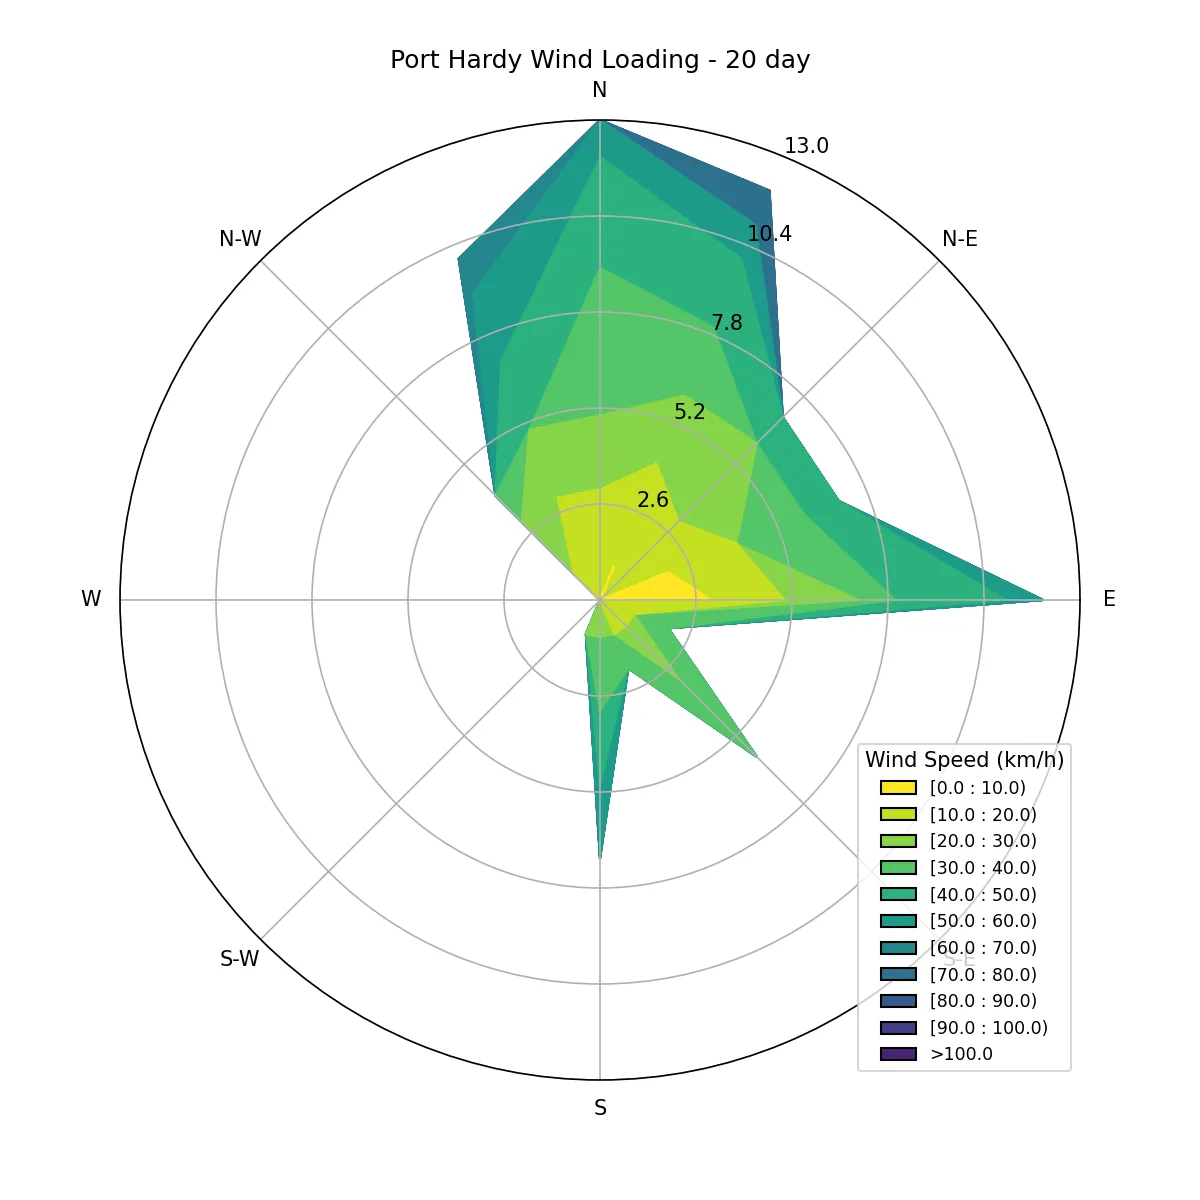 Port Hardy Wind Loading - 20 day
N
13.0
N-W
10.4
N-E
7.8
5.2
2.6
W
E
Wind Speed (km/h)
[0.0 : 10.0)
[10.0 : 20.0)
[20.0 : 30.0)
[30.0 : 40.0)
[40.0 : 50.0)
[50.0 : 60.0)
[60.0 : 70.0)
S-W
S-E
[70.0 : 80.0)
[80.0 : 90.0)
[90.0 : 100.0)
>100.0
S